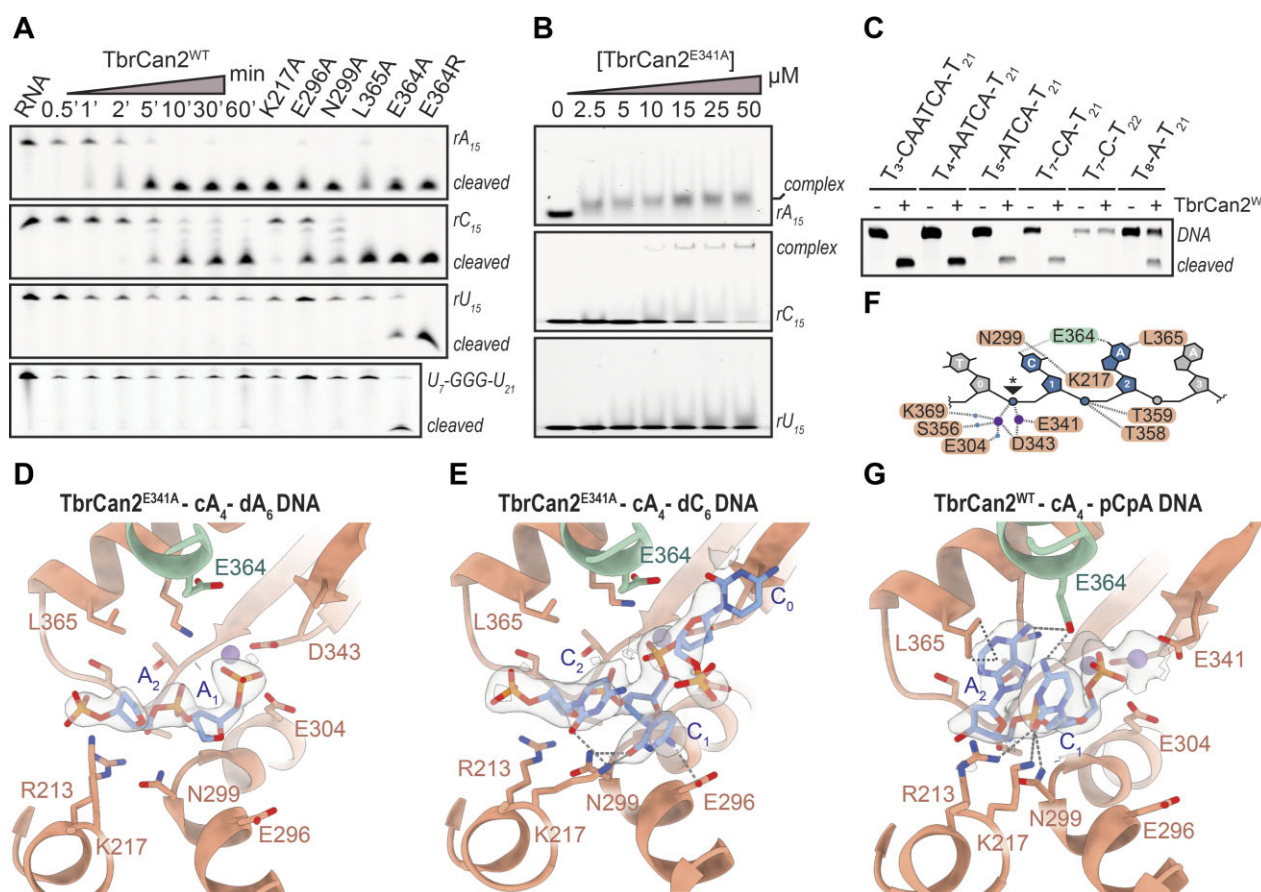 A
TbrCan2WT
min
RNA 0.5' 1' 2' 5' 10' 30' 60' K217A E296A N299A L365A E364A E364R
rA15
cleaved
rC15
cleaved
rU15
cleaved
U7-GGG-U21
cleaved
B
[TbrCan2E341A]
µM
0 2.5 5 10 15 25 50
complex
rA15
complex
rC15
rU15
C
T3-CAATCA-T21 T4-AATCA-T21 T5-ATCA-T21 T7-CA-T21 T7-C-T22 T8-A-T21
- + - + - + - + - + - + TbrCan2W
DNA
cleaved
F
N299 E364 L365
T C A A
K217
0 1 2 3
*
K369 E341 T359
S356 T358
E304 D343
D
TbrCan2E341A - cA4- dA6 DNA
E364
L365
D343
A2 A1
E304
R213
N299
K217
E296
E
TbrCan2E341A - cA4 - dC6 DNA
E364
C0
L365
C2
C1
R213
N299
K217
E296
G
TbrCan2WT - cA4 - pCpA DNA
E364
L365
E341
A2
C1
E304
R213
N299
K217
E296